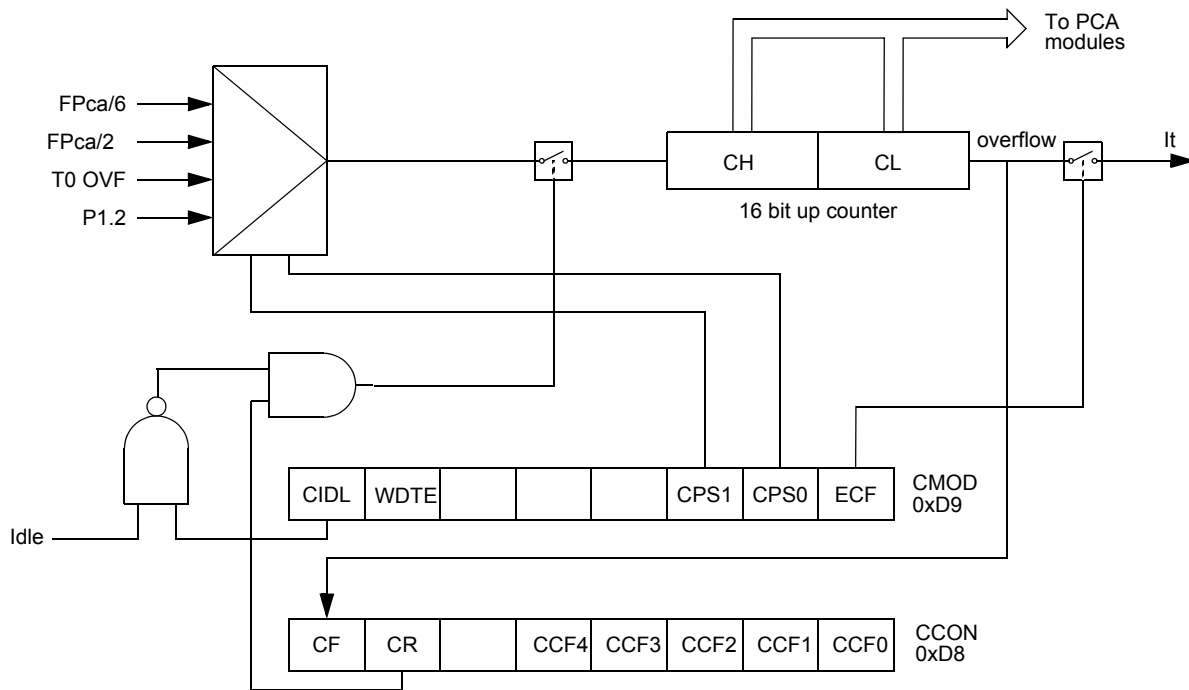 To PCA
modules
FPca/6
FPca/2
T0 OVF
P1.2
CH CL
overflow
It
16 bit up counter
CIDL WDTE CPS1 CPS0 ECF
CMOD
0xD9
Idle
CF CR CCF4 CCF3 CCF2 CCF1 CCF0
CCON
0xD8